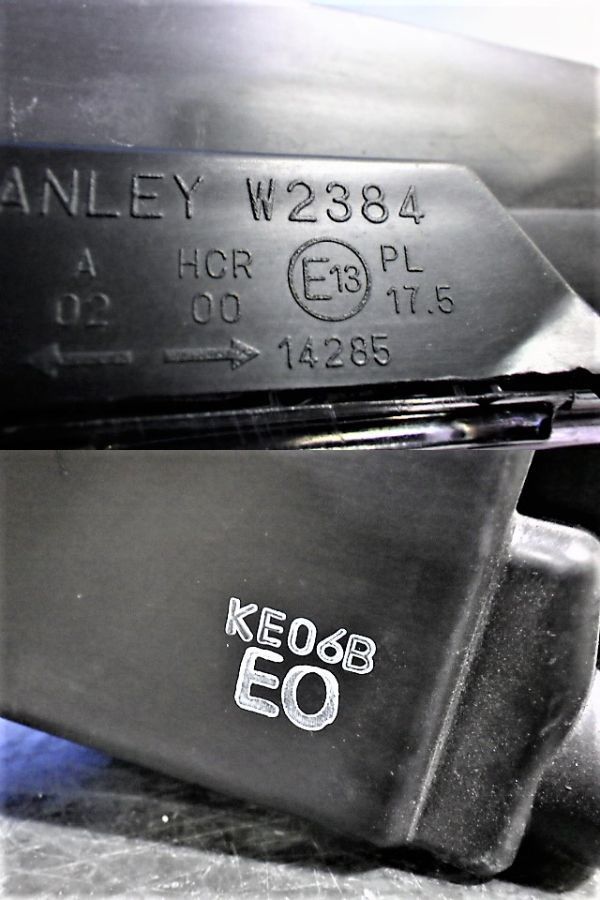 ANLEY W2384
A HCR E13 PL
02 00 17.5
14285
KE06B
EO